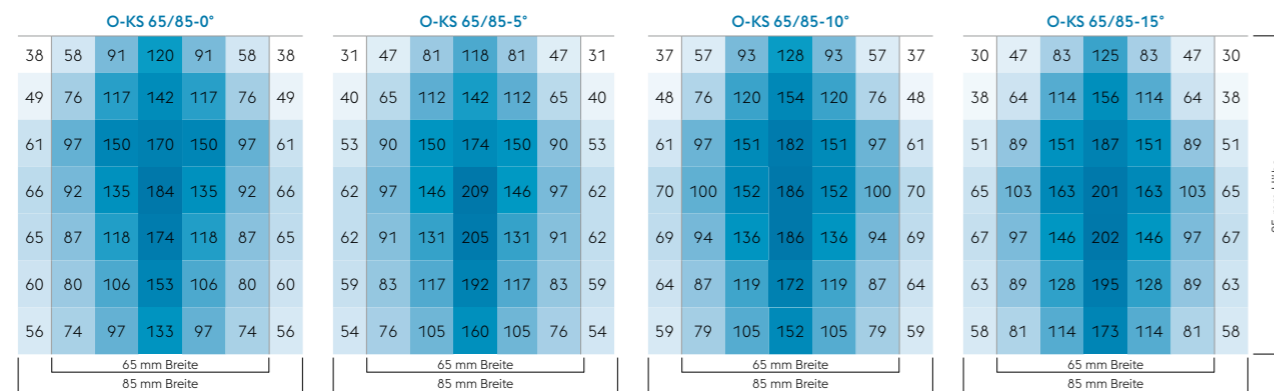 O-KS 65/85-0° O-KS 65/85-5° O-KS 65/85-10° O-KS 65/85-15°
38 58 91 120 91 58 38 31 47 81 118 81 47 31 37 57 93 128 93 57 37 30 47 83 125 83 47 30
49 76 117 142 117 76 49 40 65 112 142 112 65 40 48 76 120 154 120 76 48 38 64 114 156 114 64 38
61 97 150 170 150 97 61 53 90 150 174 150 90 53 61 97 151 182 151 97 61 51 89 151 187 151 89 51
66 92 135 184 135 92 66 62 97 146 209 146 97 62 70 100 152 186 152 100 70 65 103 163 201 163 103 65
65 87 118 174 118 87 65 62 91 131 205 131 91 62 69 94 136 186 136 94 69 67 97 146 202 146 97 67
60 80 106 153 106 80 60 59 83 117 192 117 83 59 64 87 119 172 119 87 64 63 89 128 195 128 89 63
56 74 97 133 97 74 56 54 76 105 160 105 76 54 59 79 105 152 105 79 59 58 81 114 173 114 81 58
65 mm Breite 65 mm Breite 65 mm Breite 65 mm Breite
85 mm Breite 85 mm Breite 85 mm Breite 85 mm Breite